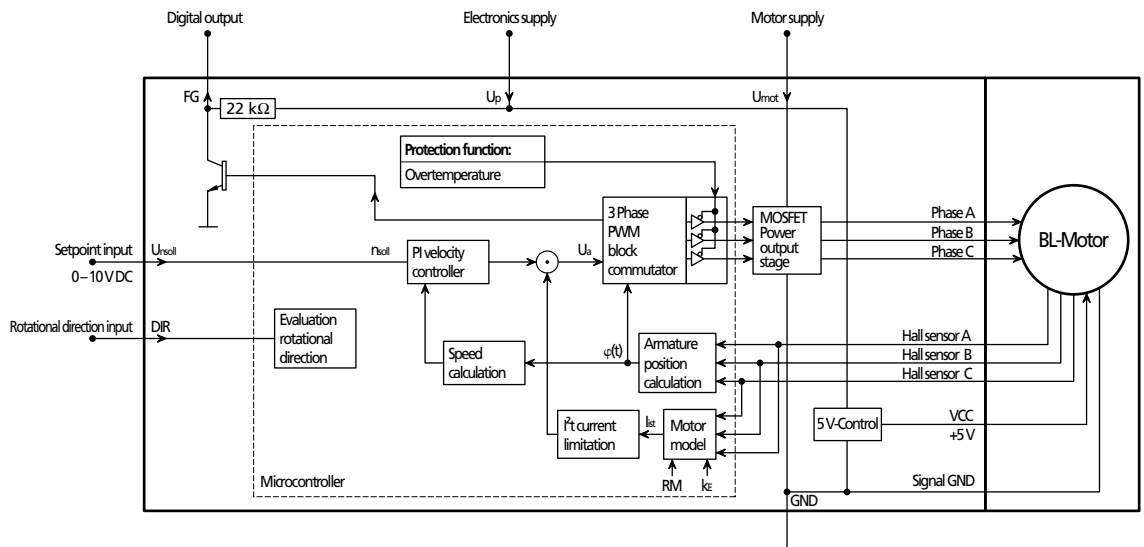 Digital output
Electronics supply
Motor supply
FG
22 kΩ
Up
Umot
Protection function:
Overtemperature
3 Phase
PWM
block
commutator
MOSFET
Power
output
stage
Phase A
Phase B
Phase C
BL-Motor
Setpoint input
0–10 V DC
Unsoll
nsoll
PI velocity
controller
Ua
Rotational direction input
DIR
Evaluation
rotational
direction
Speed
calculation
φ(t)
Armature
position
calculation
Hall sensor A
Hall sensor B
Hall sensor C
I²t current
limitation
Iist
Motor
model
5 V-Control
VCC
+5 V
RM
kE
Microcontroller
Signal GND
GND